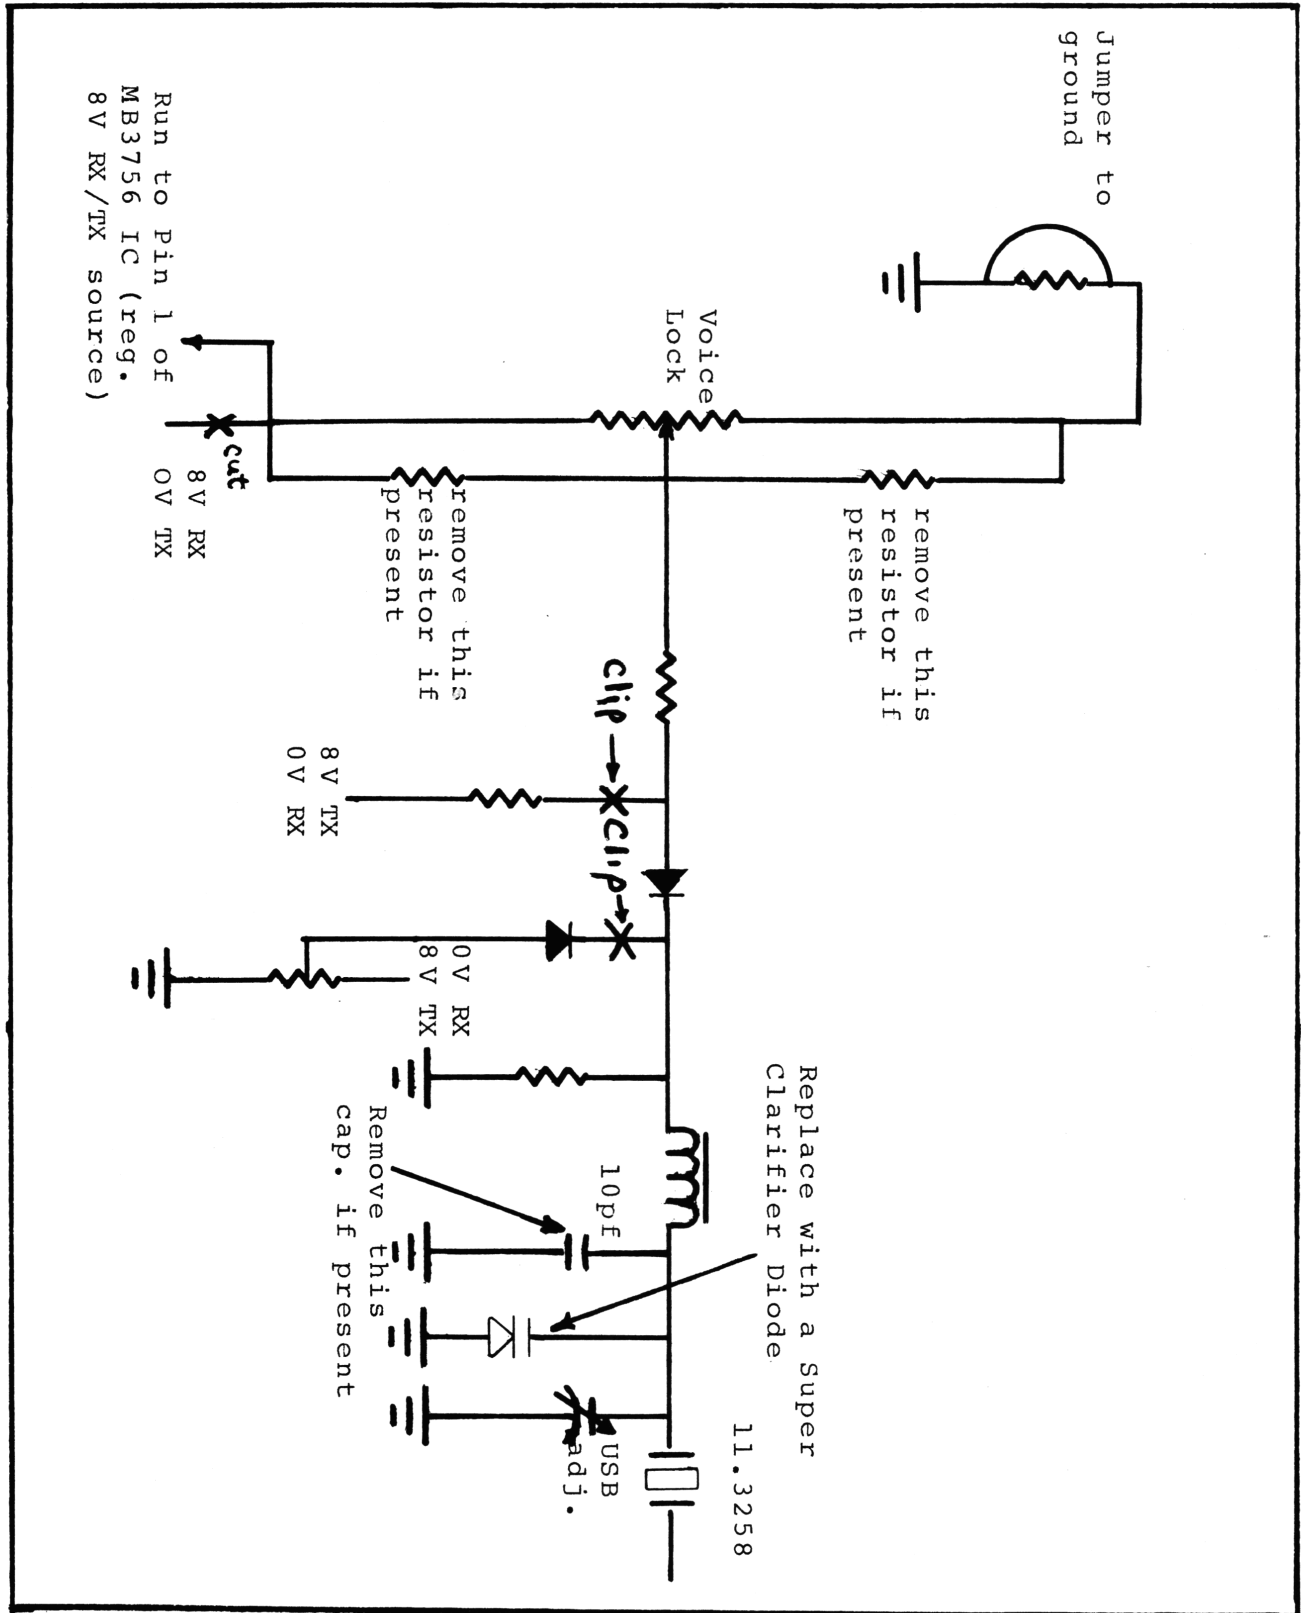 Jumper to
ground
Voice
Lock
Run to Pin 1 of
MB3756 IC (reg.
8V RX/TX source)
cut
8V RX
0V TX
remove this
resistor if
present
remove this
resistor if
present
clip
8V TX
0V RX
clip
0V RX
8V TX
Replace with a Super
Clarifier Diode
10pf
Remove this
cap. if present
11.3258
USB
adj.